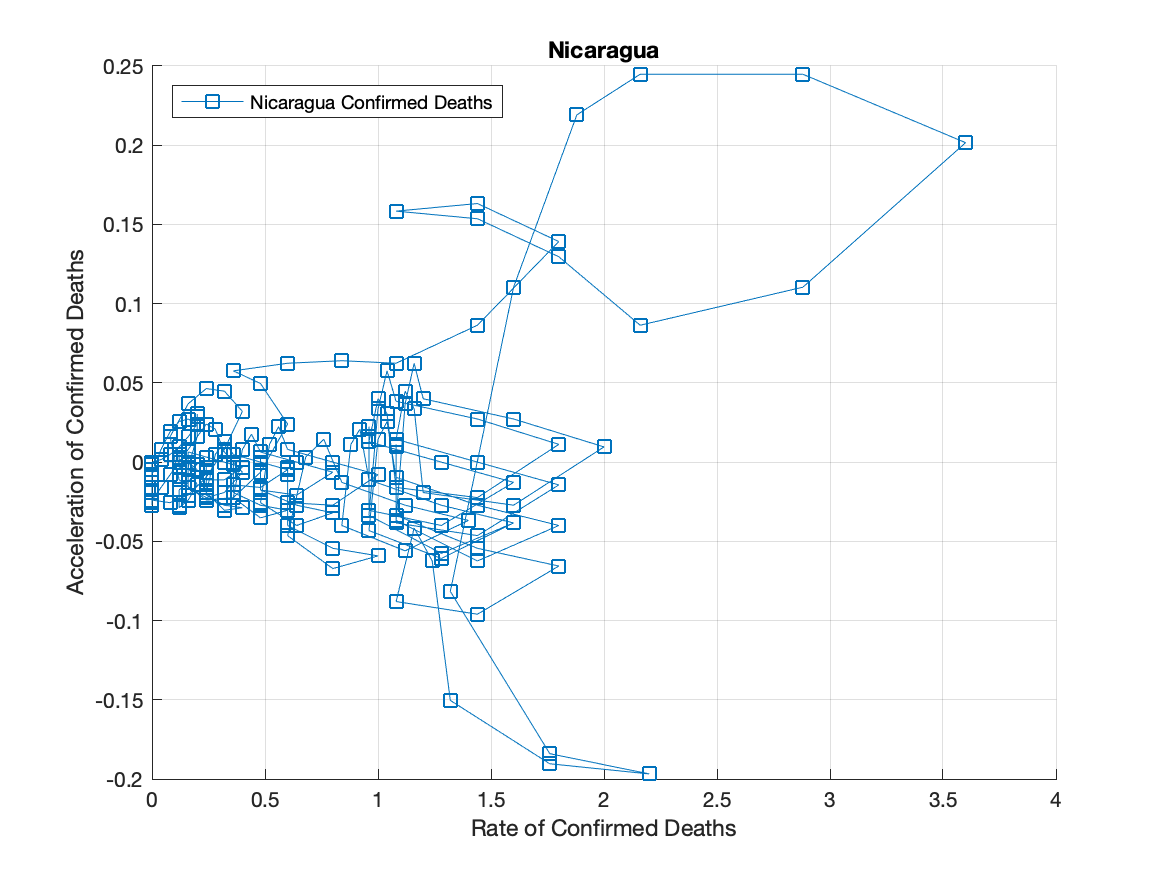 Nicaragua
Nicaragua Confirmed Deaths
0.25
0.2
0.15
0.1
0.05
0
-0.05
-0.1
-0.15
-0.2
Acceleration of Confirmed Deaths
0 0.5 1 1.5 2 2.5 3 3.5 4
Rate of Confirmed Deaths